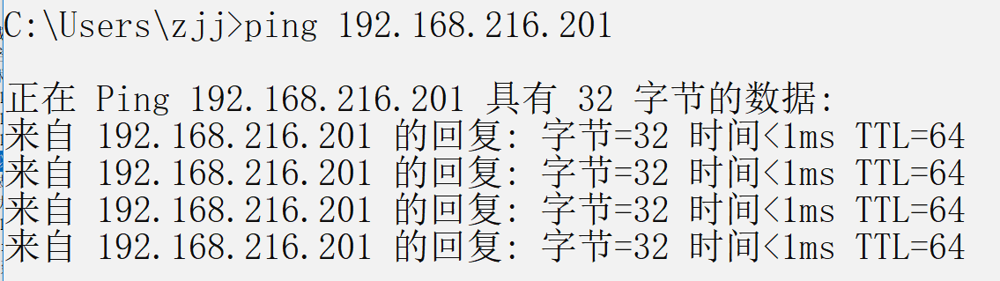 C:\Users\zjj>ping 192.168.216.201
正在 Ping 192.168.216.201 具有 32 字节的数据:
来自 192.168.216.201 的回复: 字节=32 时间<1ms TTL=64
来自 192.168.216.201 的回复: 字节=32 时间<1ms TTL=64
来自 192.168.216.201 的回复: 字节=32 时间<1ms TTL=64
来自 192.168.216.201 的回复: 字节=32 时间<1ms TTL=64